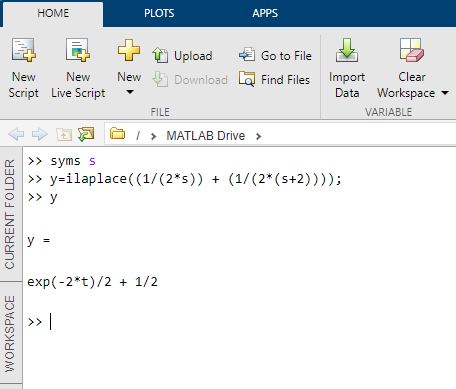 HOME PLOTS APPS
New Script
New Live Script
New
Upload
Download
Go to File
Find Files
Import Data
Clear Workspace
FILE
VARIABLE
/ > MATLAB Drive >
CURRENT FOLDER
WORKSPACE
>> syms s
>> y=ilaplace((1/(2*s)) + (1/(2*(s+2))));
>> y
y =
exp(-2*t)/2 + 1/2
>>